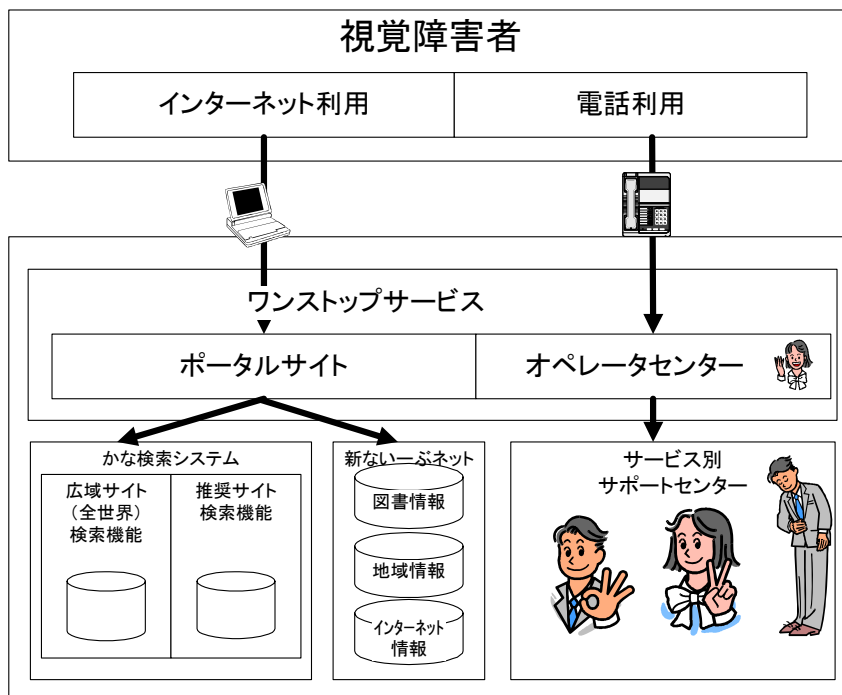 視覚障害者
インターネット利用
電話利用
ワンストップサービス
ポータルサイト
オペレータセンター
かな検索システム
広域サイト
（全世界）
検索機能
推奨サイト
検索機能
新ないーぶネット
図書情報
地域情報
インターネット
情報
サービス別
サポートセンター